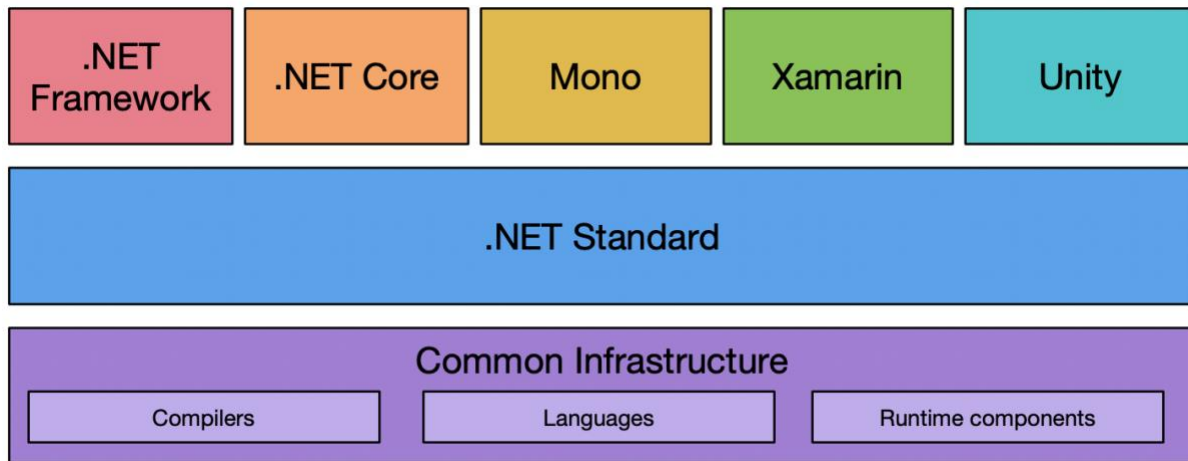 .NET
Framework
.NET Core
Mono
Xamarin
Unity
.NET Standard
Common Infrastructure
Compilers
Languages
Runtime components